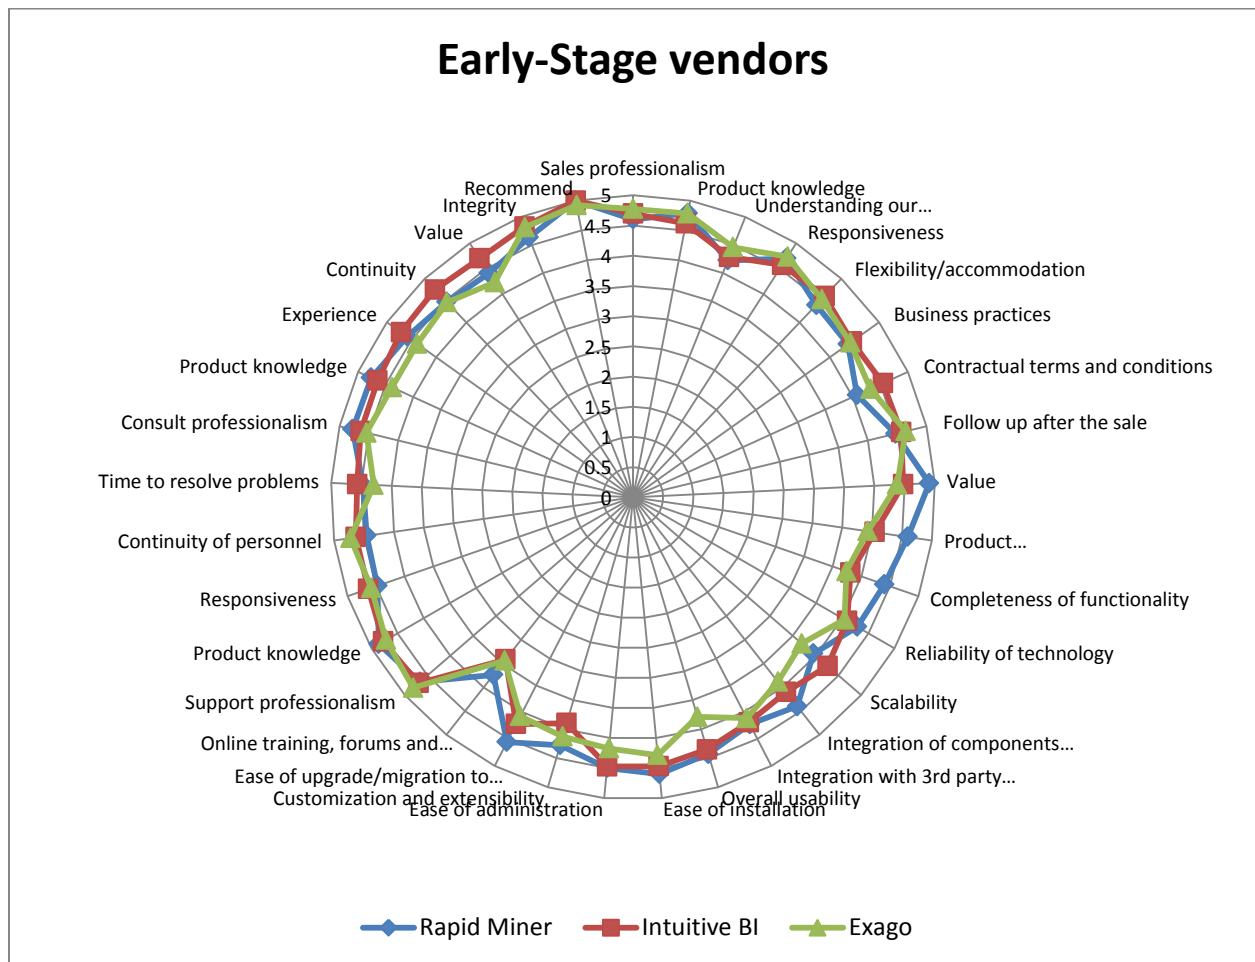 Early-Stage vendors
Sales professionalism
Product knowledge
Understanding our...
Responsiveness
Flexibility/accommodation
Business practices
Contractual terms and conditions
Follow up after the sale
Value
Product...
Completeness of functionality
Reliability of technology
Scalability
Integration of components...
Integration with 3rd party...
Overall usability
Ease of installation
Ease of administration
Customization and extensibility
Ease of upgrade/migration to...
Online training, forums and...
Support professionalism
Product knowledge
Responsiveness
Continuity of personnel
Time to resolve problems
Consult professionalism
Product knowledge
Experience
Continuity
Value
Integrity
Recommend
5
4.5
4
3.5
3
2.5
2
1.5
1
0.5
0
Rapid Miner
Intuitive BI
Exago